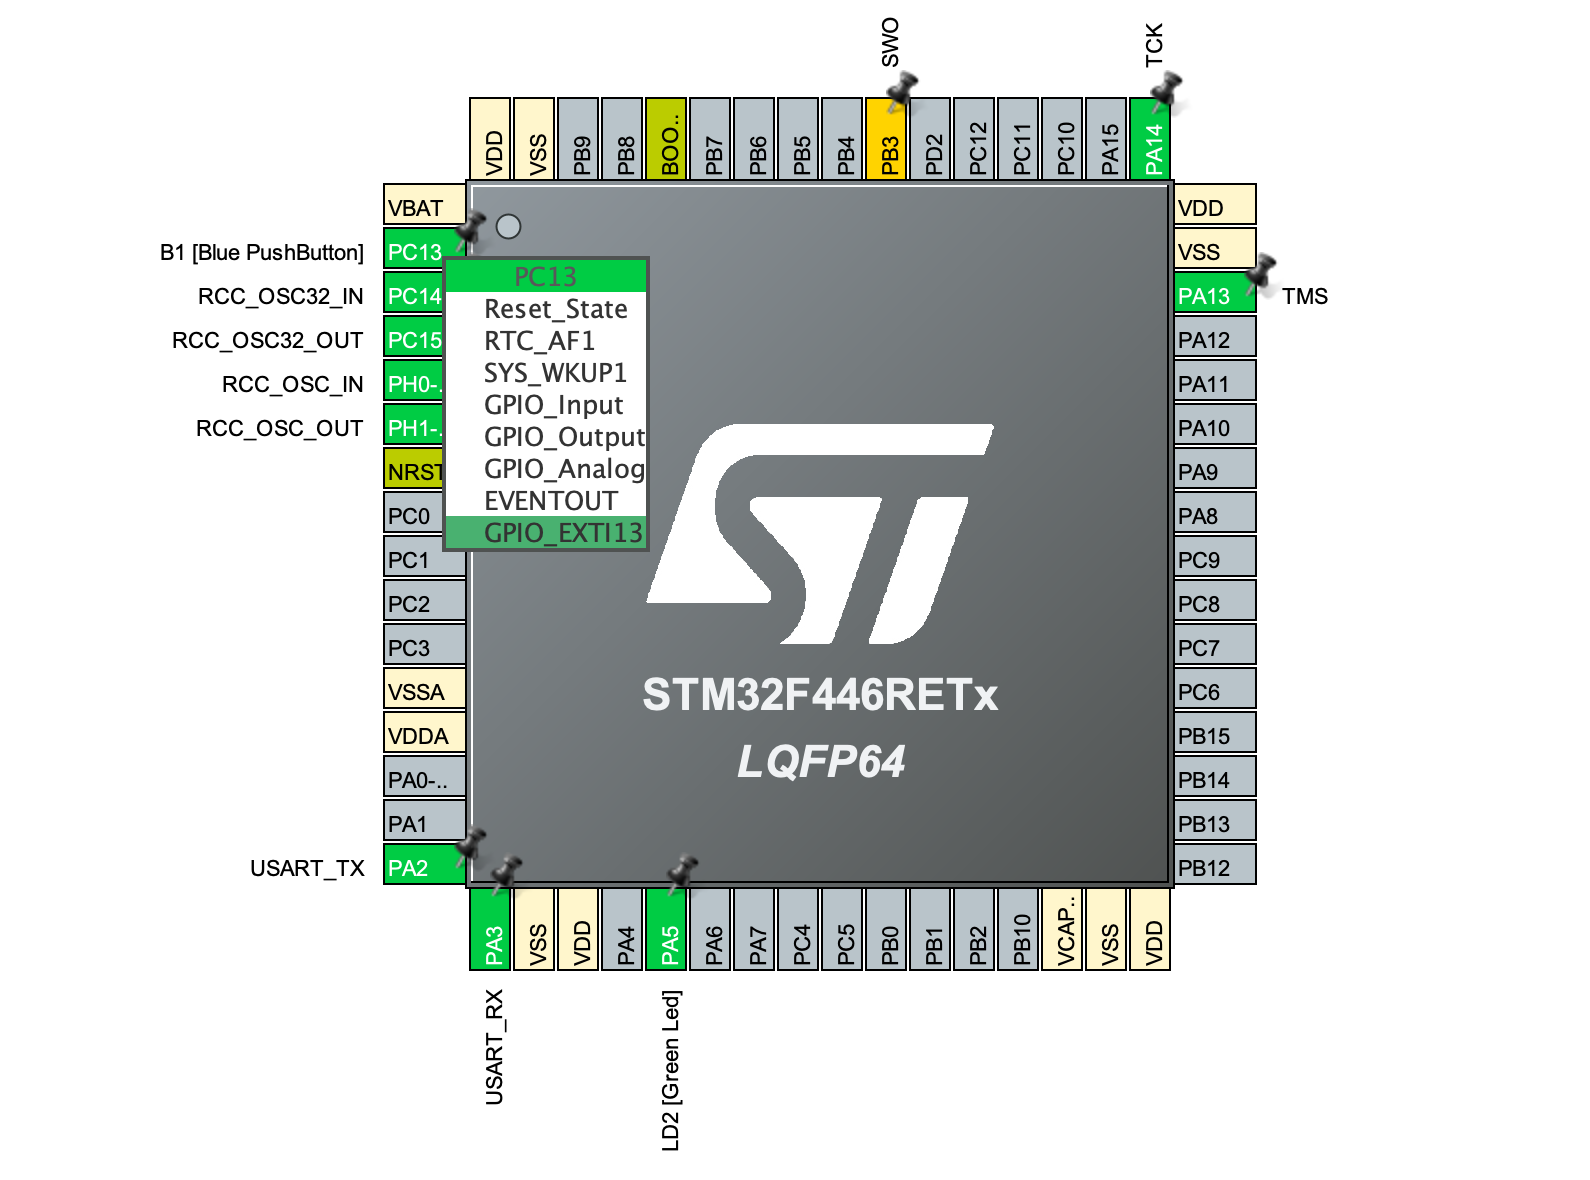 SWO
TCK
VDD
VSS
PB9
PB8
BOO..
PB7
PB6
PB5
PB4
PB3
PD2
PC12
PC11
PC10
PA15
PA14
VBAT
B1 [Blue PushButton]
PC13
RCC_OSC32_IN
PC14
RCC_OSC32_OUT
PC15
RCC_OSC_IN
PH0-.
RCC_OSC_OUT
PH1-.
NRST
PC0
PC1
PC2
PC3
VSSA
VDDA
PA0-..
PA1
USART_TX
PA2
PC13
Reset_State
RTC_AF1
SYS_WKUP1
GPIO_Input
GPIO_Output
GPIO_Analog
EVENTOUT
GPIO_EXTI13
ST
STM32F446RETx
LQFP64
VDD
VSS
PA13
TMS
PA12
PA11
PA10
PA9
PA8
PC9
PC8
PC7
PC6
PB15
PB14
PB13
PB12
PA3
VSS
VDD
PA4
PA5
PA6
PA7
PC4
PC5
PB0
PB1
PB2
PB10
VCAP..
VSS
VDD
USART_RX
LD2 [Green Led]